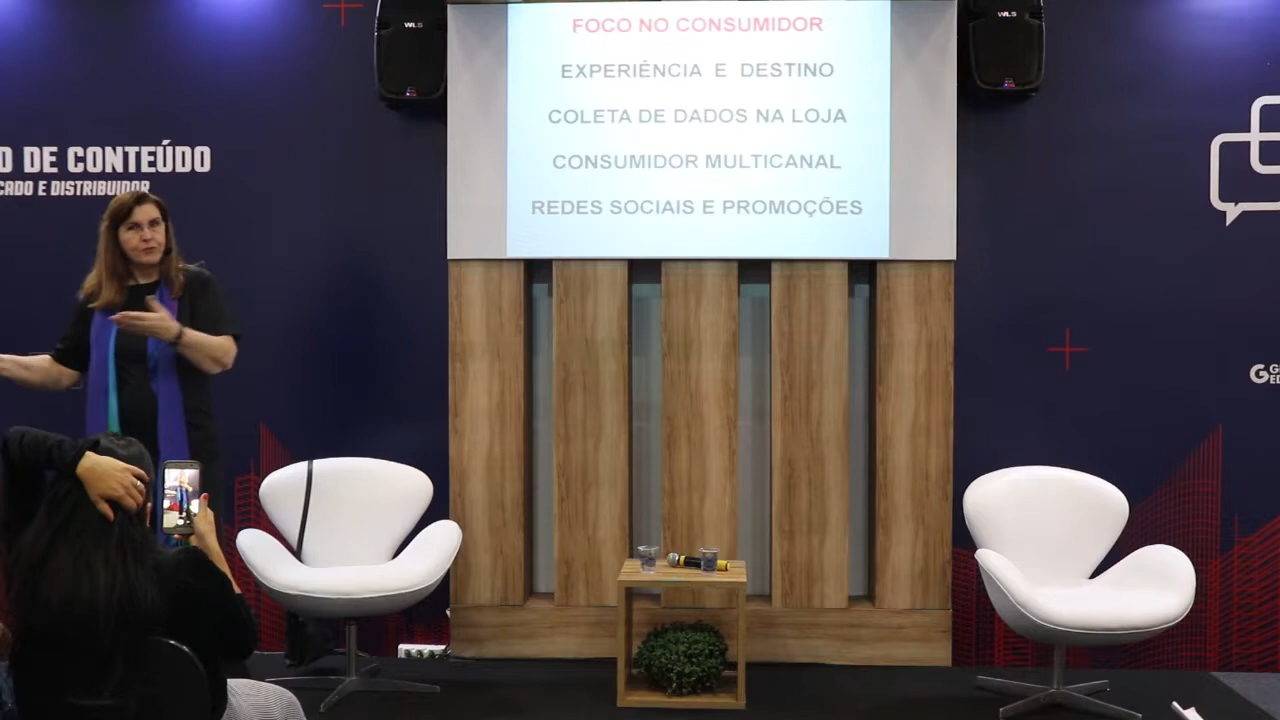 WLS
WLS
FOCO NO CONSUMIDOR
EXPERIÊNCIA E DESTINO
COLETA DE DADOS NA LOJA
CONSUMIDOR MULTICANAL
REDES SOCIAIS E PROMOÇÕES
O DE CONTEÚDO
CADO E DISTRIBUIDOR